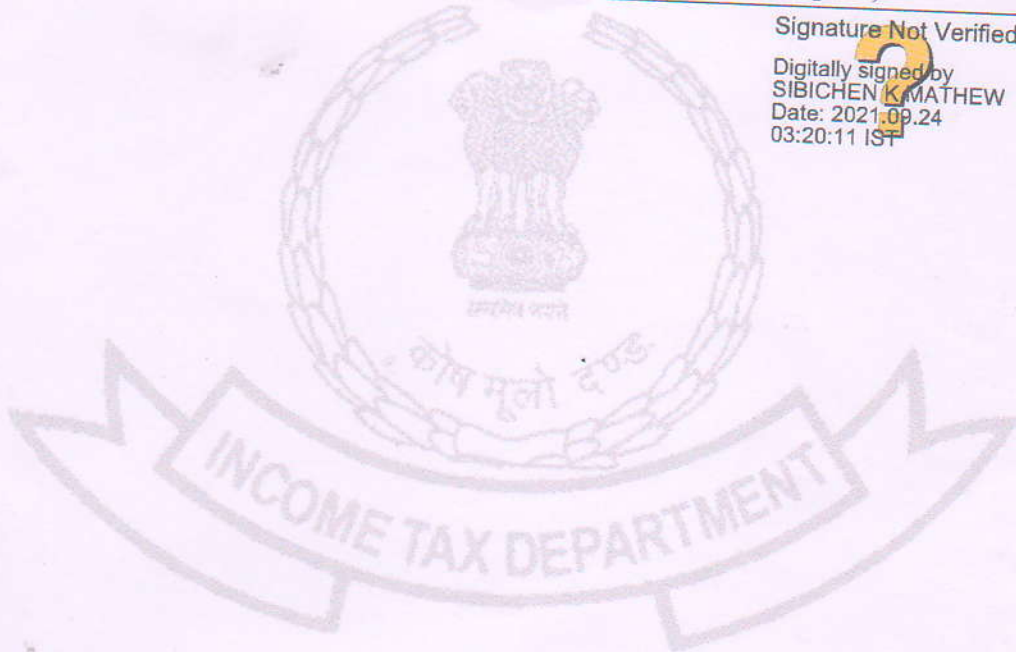 Signature Not Verified
Digitally signed by
SIBICHEN K MATHEW
Date: 2021.09.24
03:20:11 IST
?
सत्यमेव जयते
कोष मूलो दण्ड
INCOME TAX DEPARTMENT